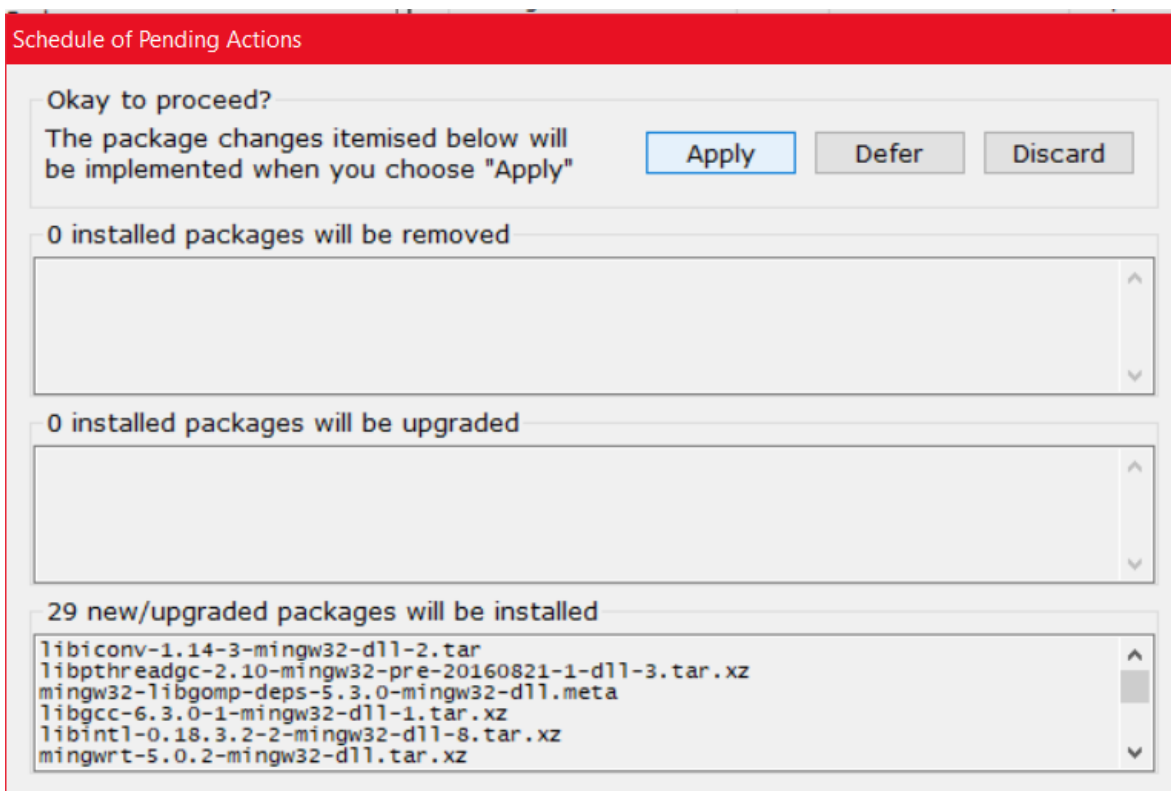 Schedule of Pending Actions
Okay to proceed?
The package changes itemised below will
be implemented when you choose "Apply"
Apply
Defer
Discard
0 installed packages will be removed
0 installed packages will be upgraded
29 new/upgraded packages will be installed
libiconv-1.14-3-mingw32-dll-2.tar
libpthreadgc-2.10-mingw32-pre-20160821-1-dll-3.tar.xz
mingw32-libgomp-deps-5.3.0-mingw32-dll.meta
libgcc-6.3.0-1-mingw32-dll-1.tar.xz
libintl-0.18.3.2-2-mingw32-dll-8.tar.xz
mingwrt-5.0.2-mingw32-dll.tar.xz